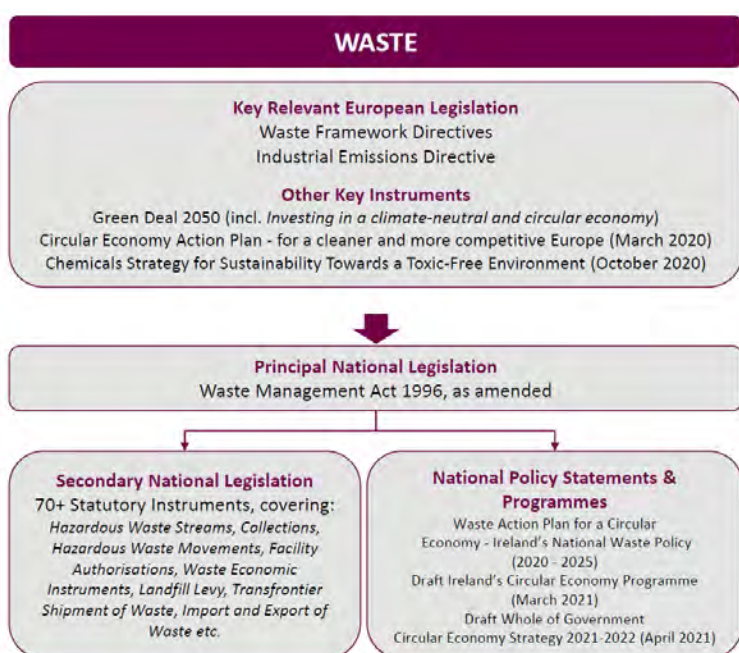 WASTE
Key Relevant European Legislation
Waste Framework Directives
Industrial Emissions Directive
Other Key Instruments
Green Deal 2050 (incl. Investing in a climate-neutral and circular economy)
Circular Economy Action Plan - for a cleaner and more competitive Europe (March 2020)
Chemicals Strategy for Sustainability Towards a Toxic-Free Environment (October 2020)
Principal National Legislation
Waste Management Act 1996, as amended
Secondary National Legislation
70+ Statutory Instruments, covering:
Hazardous Waste Streams, Collections,
Hazardous Waste Movements, Facility
Authorisations, Waste Economic
Instruments, Landfill Levy, Transfrontier
Shipment of Waste, Import and Export of
Waste etc.
National Policy Statements &
Programmes
Waste Action Plan for a Circular
Economy - Ireland's National Waste Policy
(2020 - 2025)
Draft Ireland's Circular Economy Programme
(March 2021)
Draft Whole of Government
Circular Economy Strategy 2021-2022 (April 2021)